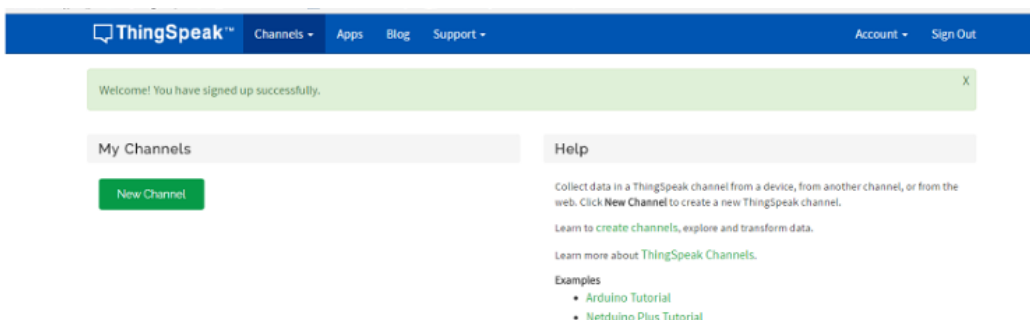 ThingSpeak™ Channels Apps Blog Support Account Sign Out
Welcome! You have signed up successfully. X
My Channels
New Channel
Help
Collect data in a ThingSpeak channel from a device, from another channel, or from the
web. Click New Channel to create a new ThingSpeak channel.
Learn to create channels, explore and transform data.
Learn more about ThingSpeak Channels.
Examples
• Arduino Tutorial
• Netduino Plus Tutorial